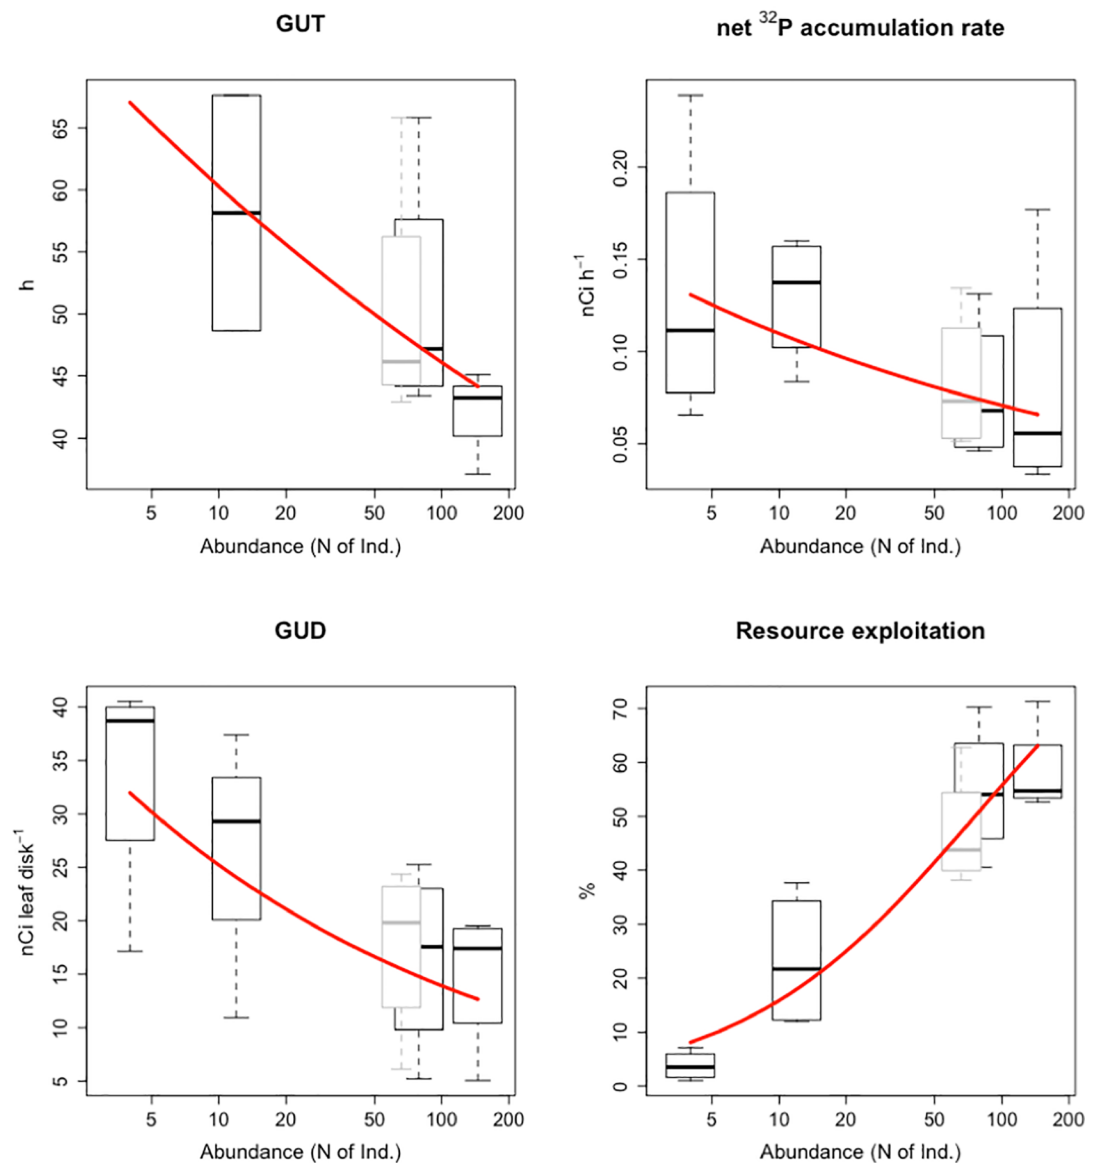 GUT
h
65
60
55
50
45
40
5 10 20 50 100 200
Abundance (N of Ind.)
net ³²P accumulation rate
nCi h⁻¹
0.20
0.15
0.10
0.05
5 10 20 50 100 200
Abundance (N of Ind.)
GUD
nCi leaf disk⁻¹
40
35
30
25
20
15
10
5
5 10 20 50 100 200
Abundance (N of Ind.)
Resource exploitation
%
70
60
50
40
30
20
10
0
5 10 20 50 100 200
Abundance (N of Ind.)